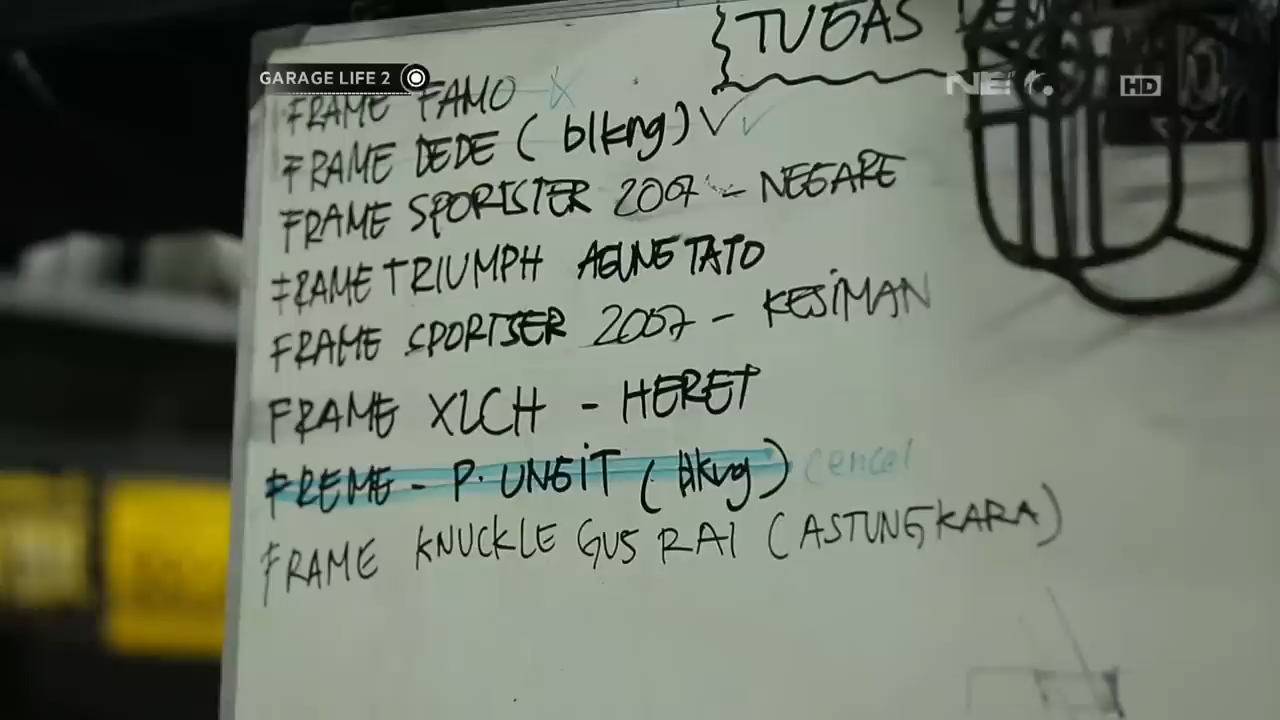 GARAGE LIFE 2
NET.
HD
{TUGAS
FRAME FAMO X
FRAME DEDE (blkng) ✓✓
FRAME SPORISTER 2007 - NEGARE
FRAME TRIUMPH AGUNG TATO
FRAME SPORTSER 2007 - KESIMAN
FRAME XLCH - HERET
FREME - P. UNGIT (blkng) cencel
FRAME KNUCKLE GUS RAI (ASTUNGKARA)